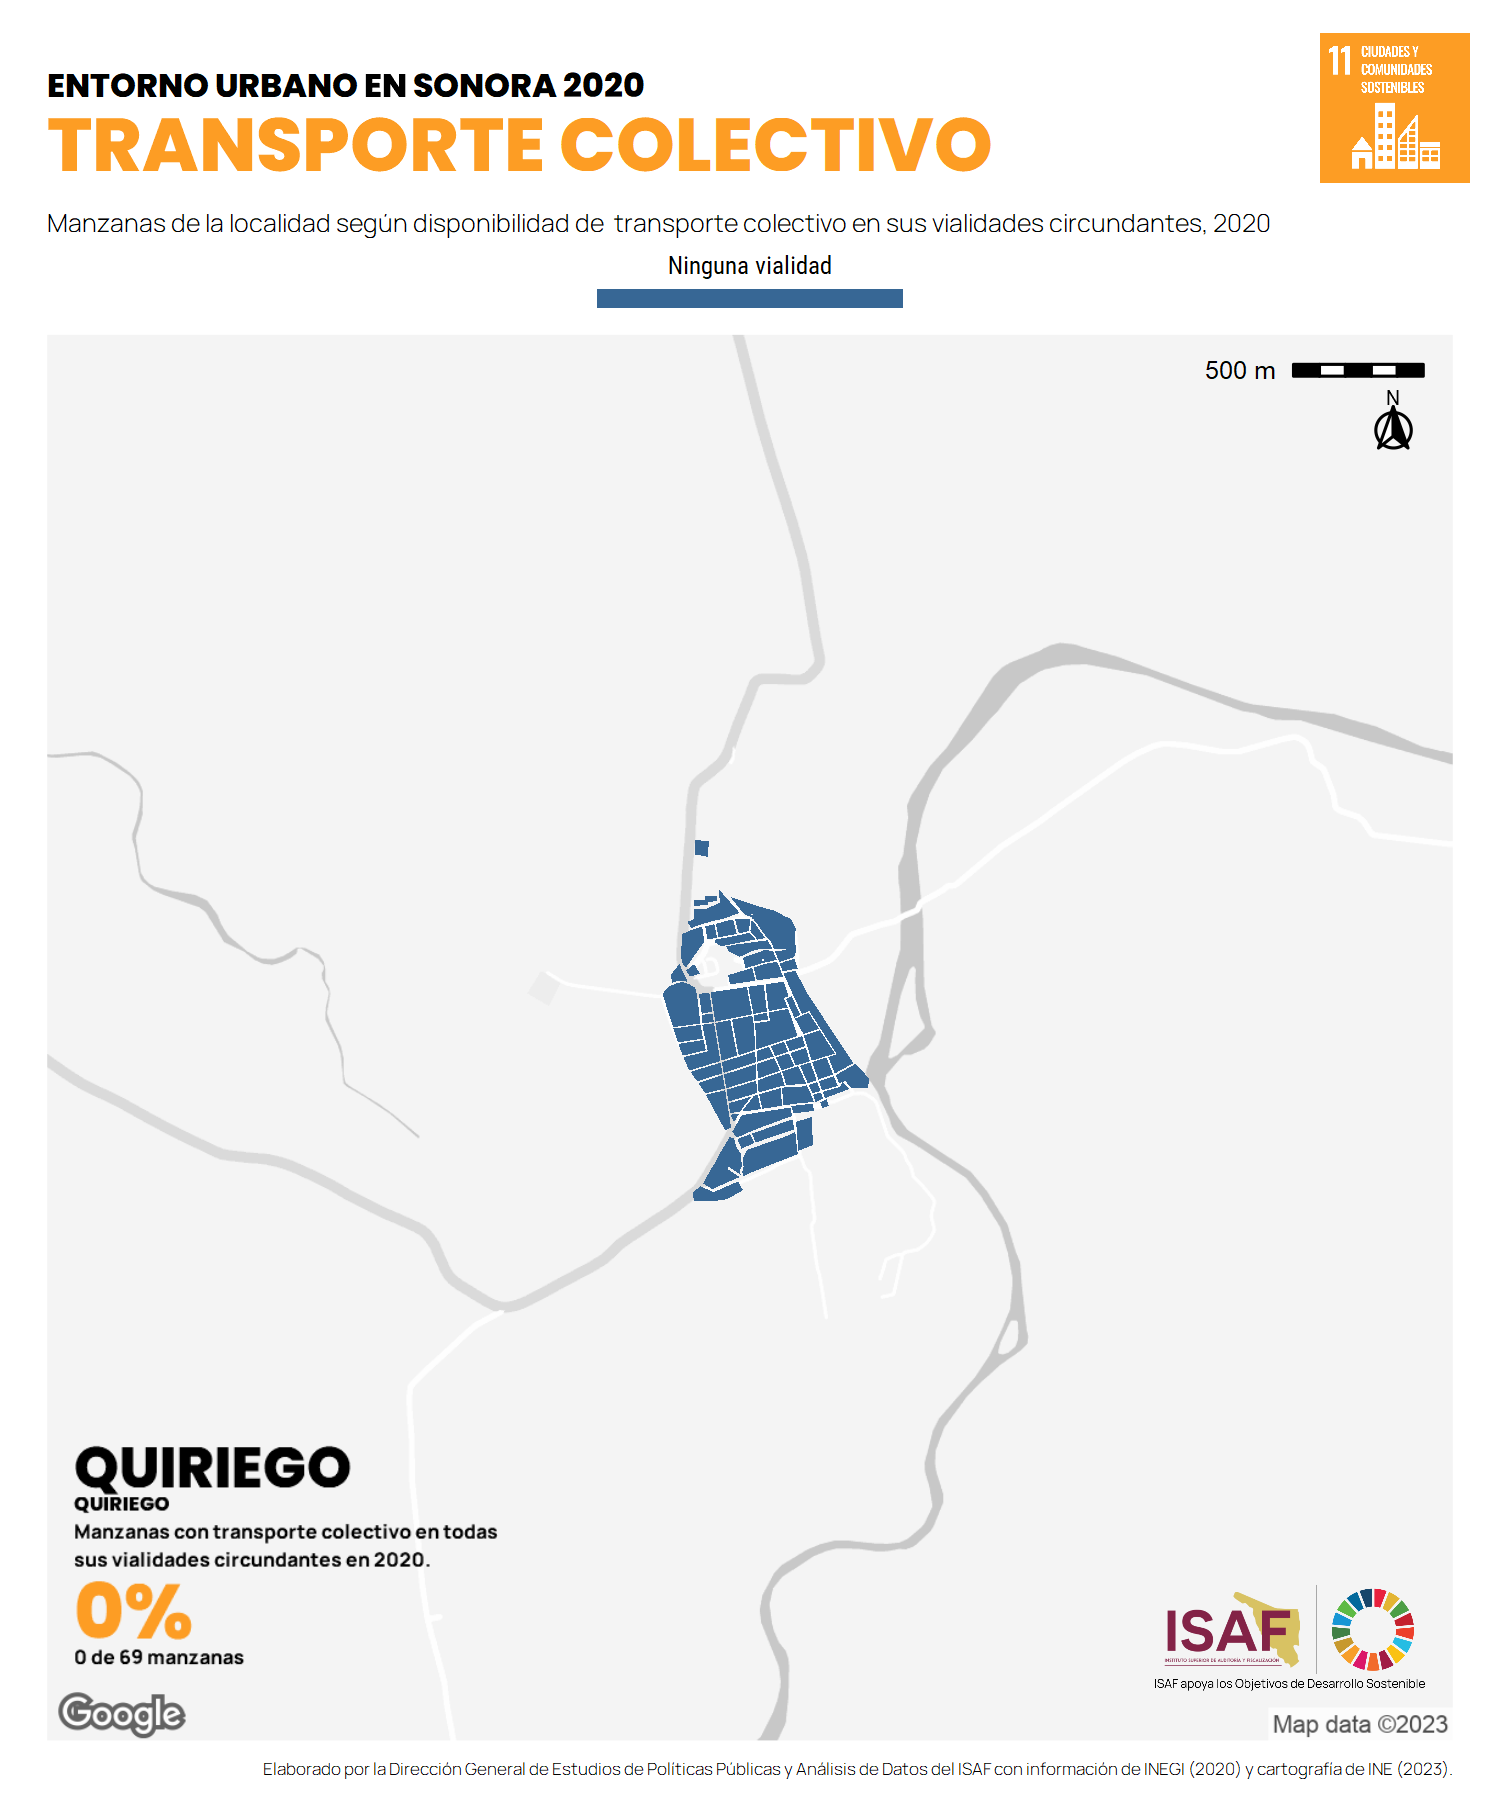 ENTORNO URBANO EN SONORA 2020
TRANSPORTE COLECTIVO
11 CIUDADES Y
COMUNIDADES
SOSTENIBLES
Manzanas de la localidad según disponibilidad de transporte colectivo en sus vialidades circundantes, 2020
Ninguna vialidad
500 m
N
QUIRIEGO
QUIRIEGO
Manzanas con transporte colectivo en todas
sus vialidades circundantes en 2020.
0%
0 de 69 manzanas
ISAF
INSTITUTO SUPERIOR DE AUDITORÍA Y FISCALIZACIÓN
ISAF apoya los Objetivos de Desarrollo Sostenible
Google
Map data ©2023
Elaborado por la Dirección General de Estudios de Políticas Públicas y Análisis de Datos del ISAF con información de INEGI (2020) y cartografía de INE (2023).